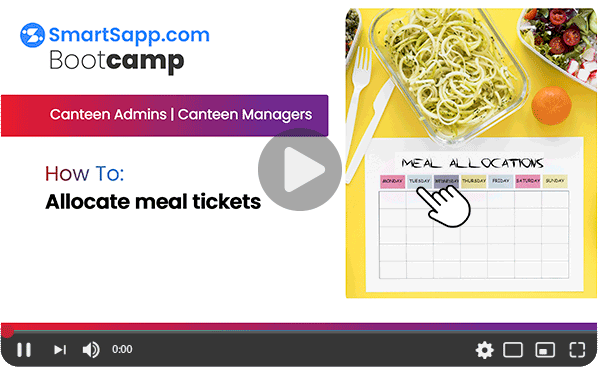 SmartSapp.com
Bootcamp
Canteen Admins | Canteen Managers
How To:
Allocate meal tickets
MEAL ALLOCATIONS
MONDAY TUESDAY WEDNESDAY THURSDAY FRIDAY SATURDAY SUNDAY
0:00